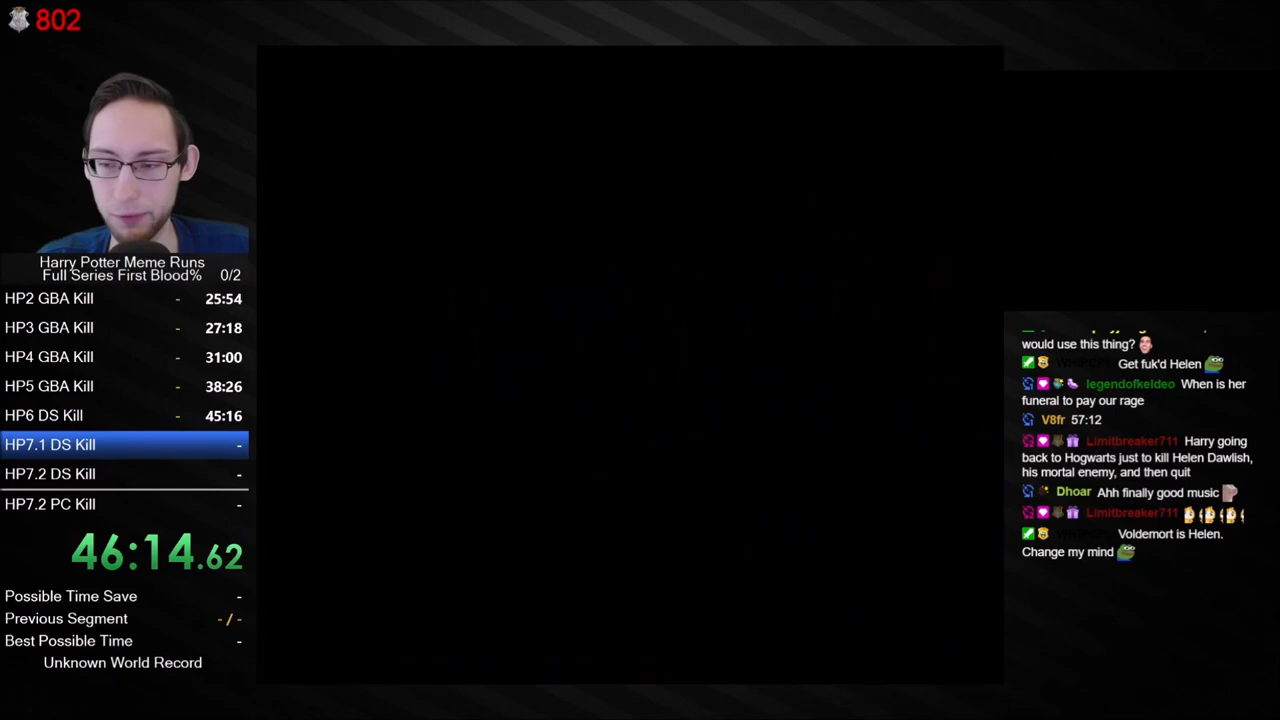 802
Harry Potter Meme Runs
Full Series First Blood% 0/2
HP2 GBA Kill - 25:54
HP3 GBA Kill - 27:18
HP4 GBA Kill - 31:00
HP5 GBA Kill - 38:26
HP6 DS Kill - 45:16
HP7.1 DS Kill -
HP7.2 DS Kill -
HP7.2 PC Kill -
46:14.62
Possible Time Save -
Previous Segment - / -
Best Possible Time -
Unknown World Record
would use this thing?
Get fuk'd Helen
legendofkeldeo When is her
funeral to pay our rage
V8fr 57:12
Limitbreaker711 Harry going
back to Hogwarts just to kill Helen Dawlish,
his mortal enemy, and then quit
Dhoar Ahh finally good music
Limitbreaker711
Voldemort is Helen.
Change my mind